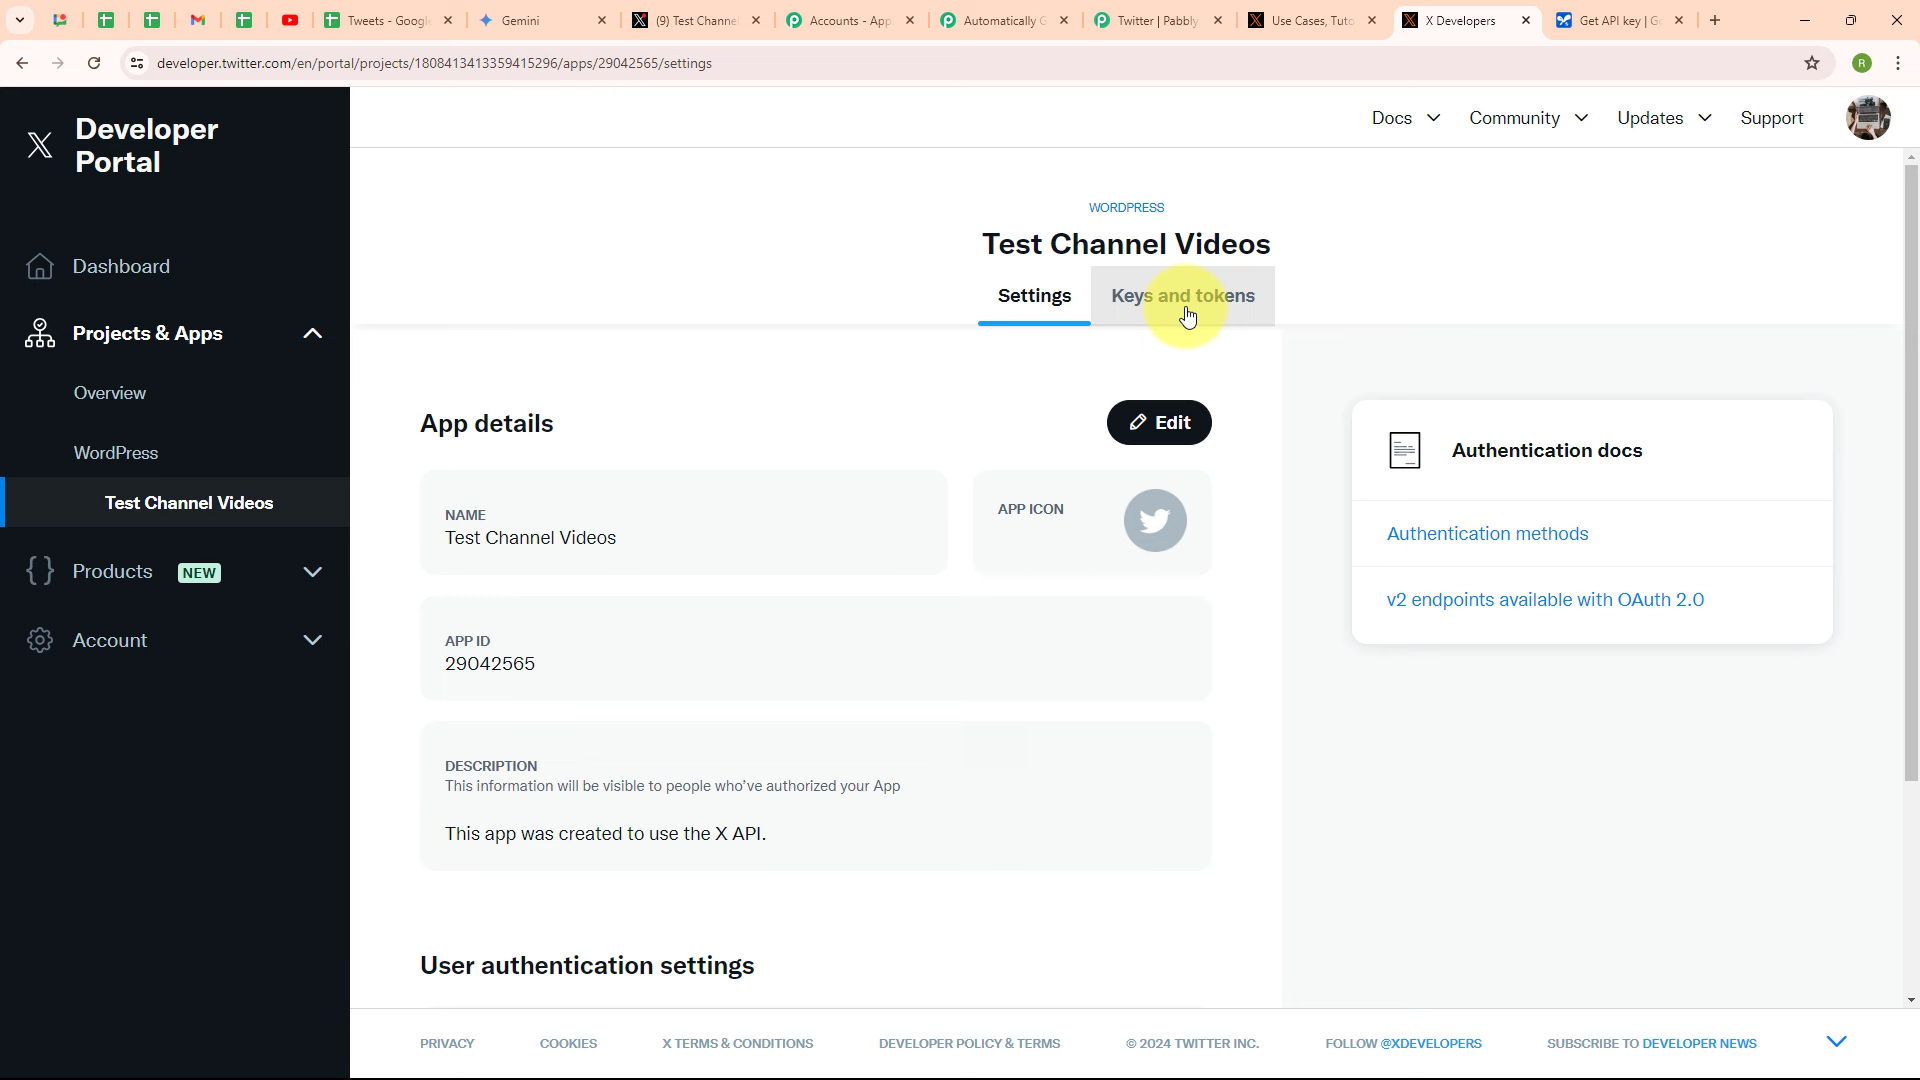 Tweets - Google
Gemini
(9) Test Channel
Accounts - App
Automatically G
Twitter | Pabbly
Use Cases, Tuto
X Developers
Get API key | G
developer.twitter.com/en/portal/projects/1808413413359415296/apps/29042565/settings
R
Developer
Portal
Docs
Community
Updates
Support
Dashboard
Projects & Apps
Overview
WordPress
Test Channel Videos
Products NEW
Account
WORDPRESS
Test Channel Videos
Settings
Keys and tokens
App details
Edit
NAME
Test Channel Videos
APP ICON
APP ID
29042565
DESCRIPTION
This information will be visible to people who've authorized your App
This app was created to use the X API.
User authentication settings
Authentication docs
Authentication methods
v2 endpoints available with OAuth 2.0
PRIVACY
COOKIES
X TERMS & CONDITIONS
DEVELOPER POLICY & TERMS
© 2024 TWITTER INC.
FOLLOW @XDEVELOPERS
SUBSCRIBE TO DEVELOPER NEWS